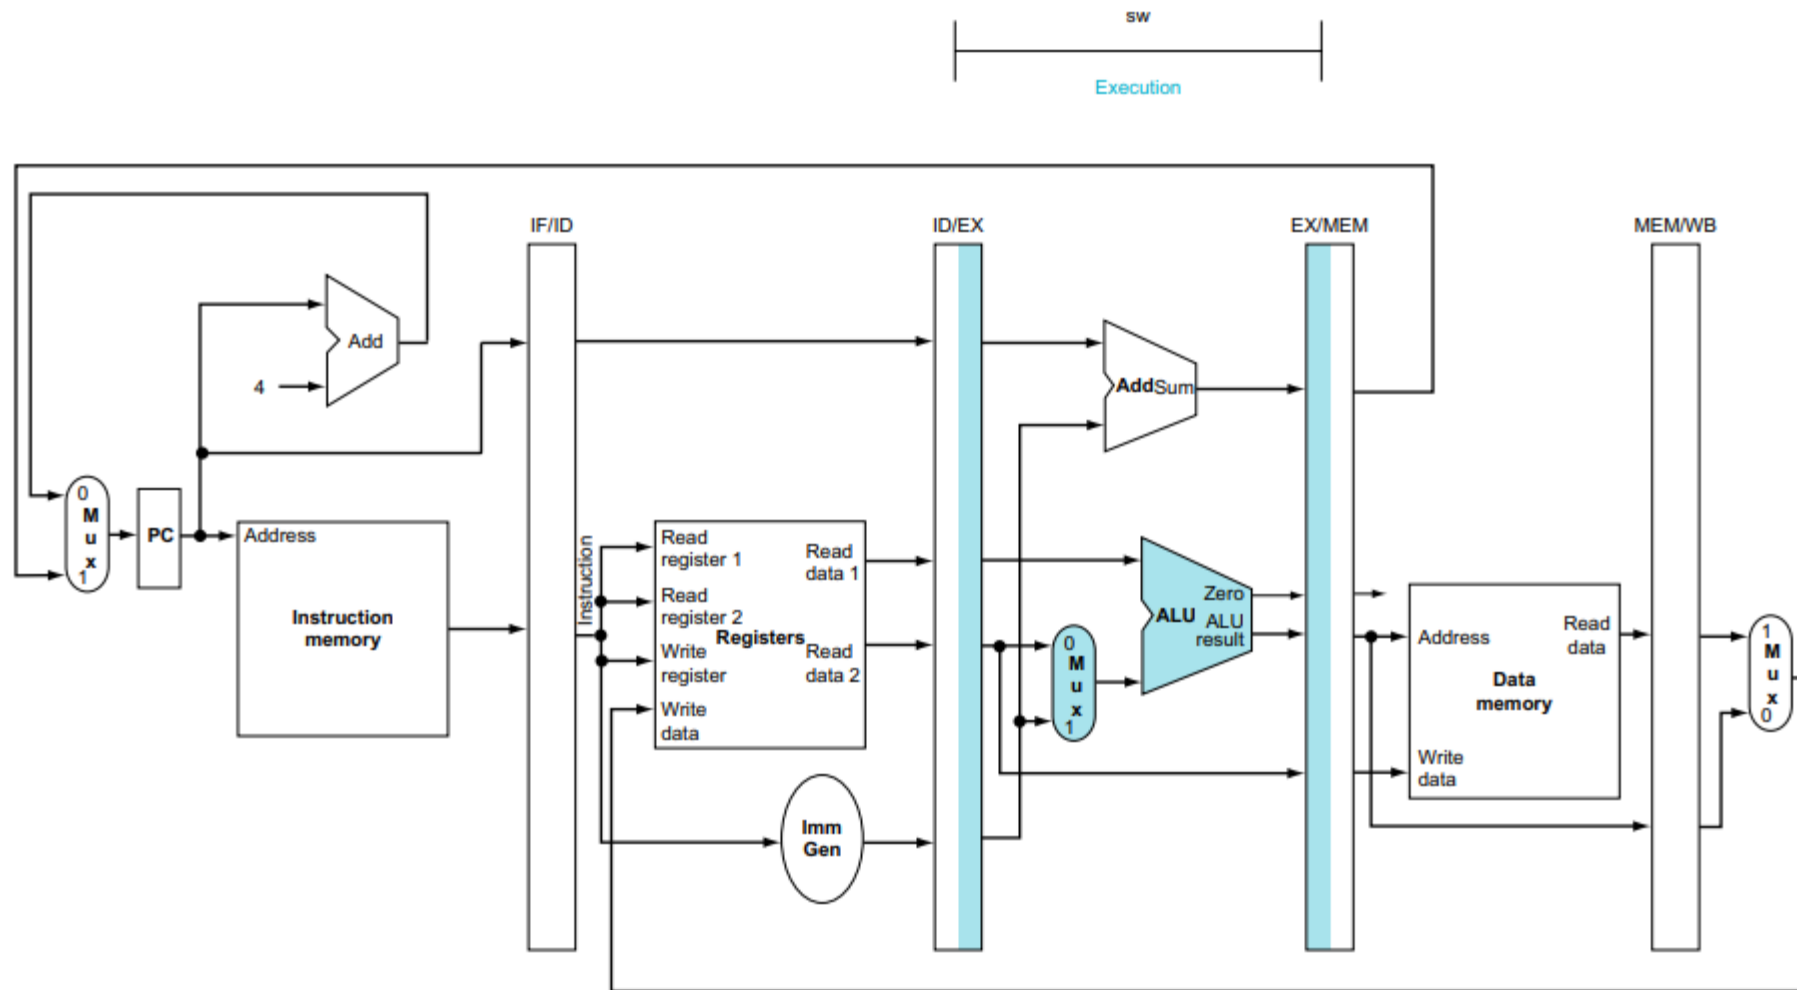 sw
Execution
IF/ID
ID/EX
EX/MEM
MEM/WB
Add
4
Add Sum
0
M
u
x
1
PC
Address
Instruction
memory
Instruction
Read
register 1
Read
register 2
Write
register
Write
data
Registers
Read
data 1
Read
data 2
Imm
Gen
0
M
u
x
1
ALU
Zero
ALU
result
Address
Write
data
Data
memory
Read
data
1
M
u
x
0